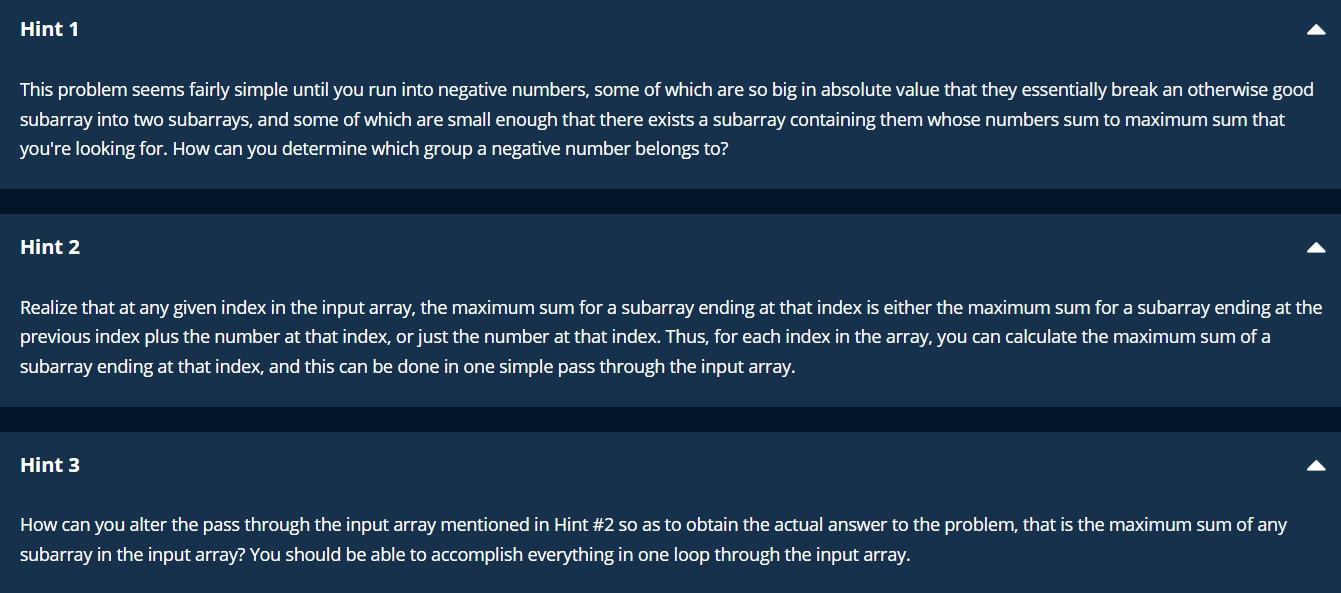 Hint 1
This problem seems fairly simple until you run into negative numbers, some of which are so big in absolute value that they essentially break an otherwise good
subarray into two subarrays, and some of which are small enough that there exists a subarray containing them whose numbers sum to maximum sum that
you're looking for. How can you determine which group a negative number belongs to?
Hint 2
Realize that at any given index in the input array, the maximum sum for a subarray ending at that index is either the maximum sum for a subarray ending at the
previous index plus the number at that index, or just the number at that index. Thus, for each index in the array, you can calculate the maximum sum of a
subarray ending at that index, and this can be done in one simple pass through the input array.
Hint 3
How can you alter the pass through the input array mentioned in Hint #2 so as to obtain the actual answer to the problem, that is the maximum sum of any
subarray in the input array? You should be able to accomplish everything in one loop through the input array.